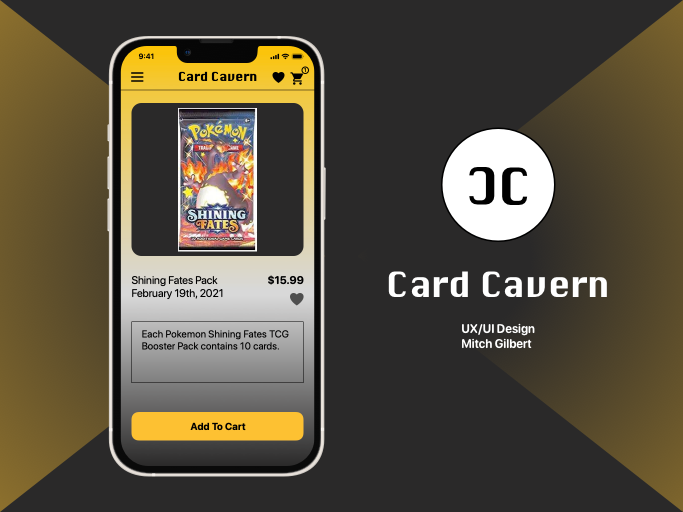 9:41
Card Cavern
1
POKéMON
TRADING CARD GAME
SHINING
FATES
Shining Fates Pack
$15.99
February 19th, 2021
Each Pokemon Shining Fates TCG
Booster Pack contains 10 cards.
Add To Cart
CC
Card Cavern
UX/UI Design
Mitch Gilbert